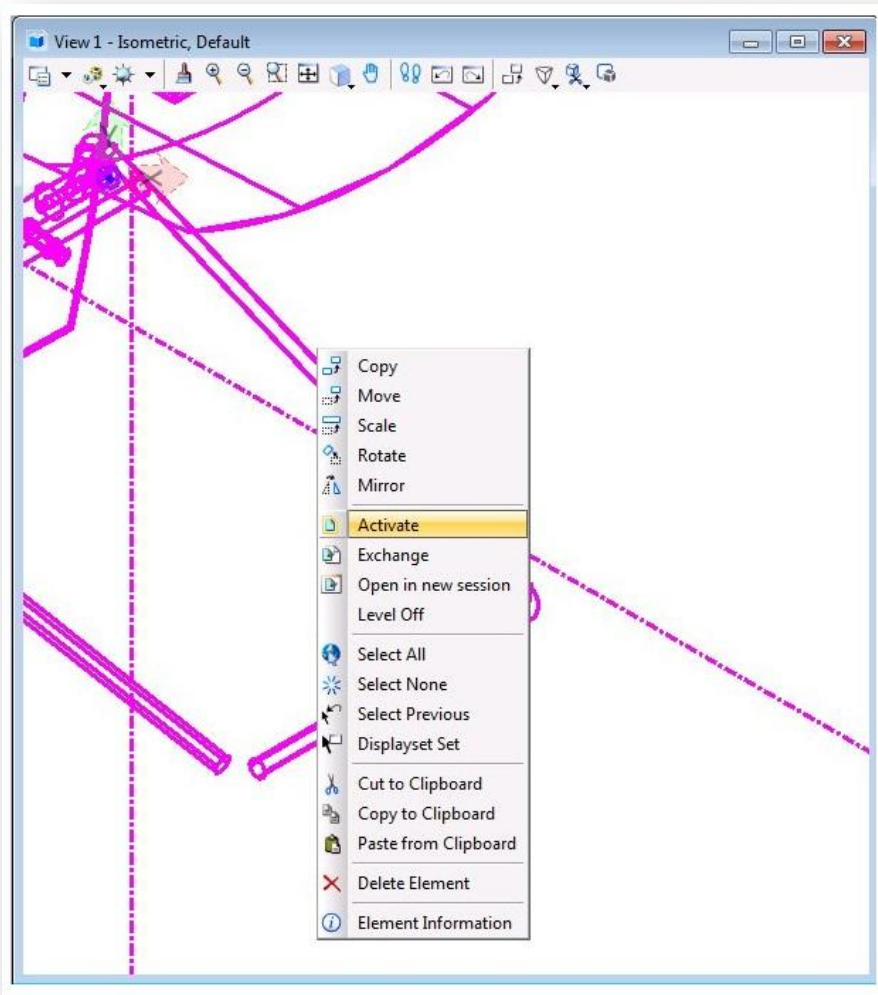 View 1 - Isometric, Default
Copy
Move
Scale
Rotate
Mirror
Activate
Exchange
Open in new session
Level Off
Select All
Select None
Select Previous
Displayset Set
Cut to Clipboard
Copy to Clipboard
Paste from Clipboard
Delete Element
Element Information